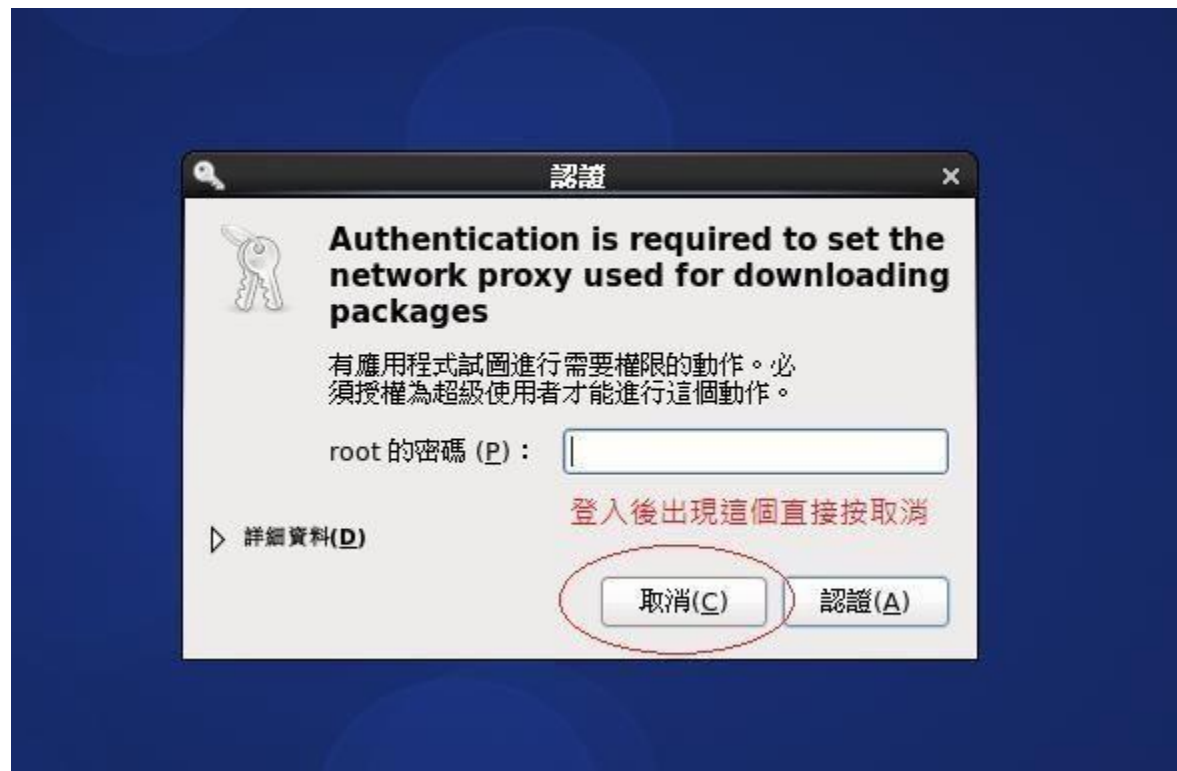 認證
Authentication is required to set the
network proxy used for downloading
packages
有應用程式試圖進行需要權限的動作。必
須授權為超級使用者才能進行這個動作。
root 的密碼 (P)：
登入後出現這個直接按取消
詳細資料(D)
取消(C) 認證(A)